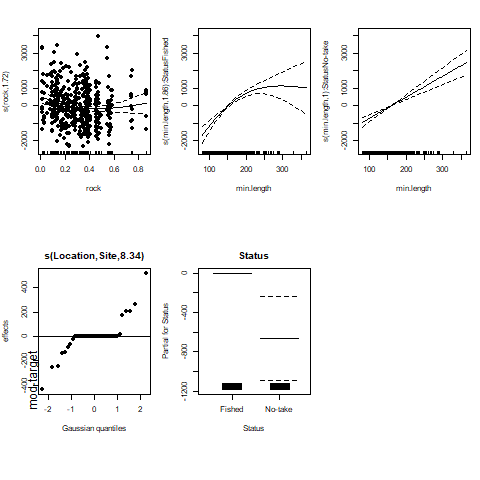 s(rock,1.72)
-2000
0
1000
3000
0.0
0.2
0.4
0.6
0.8
rock
s(min.length,1.86):StatusFished
-2000
0
1000
3000
100
200
300
min.length
s(min.length,1):StatusNo-take
-2000
0
1000
3000
100
200
300
min.length
s(Location,Site,8.34)
effects
-400
-200
0
200
400
-2
-1
0
1
2
Gaussian quantiles
mod-target
Status
Partial for Status
-1200
-800
-400
0
Fished
No-take
Status